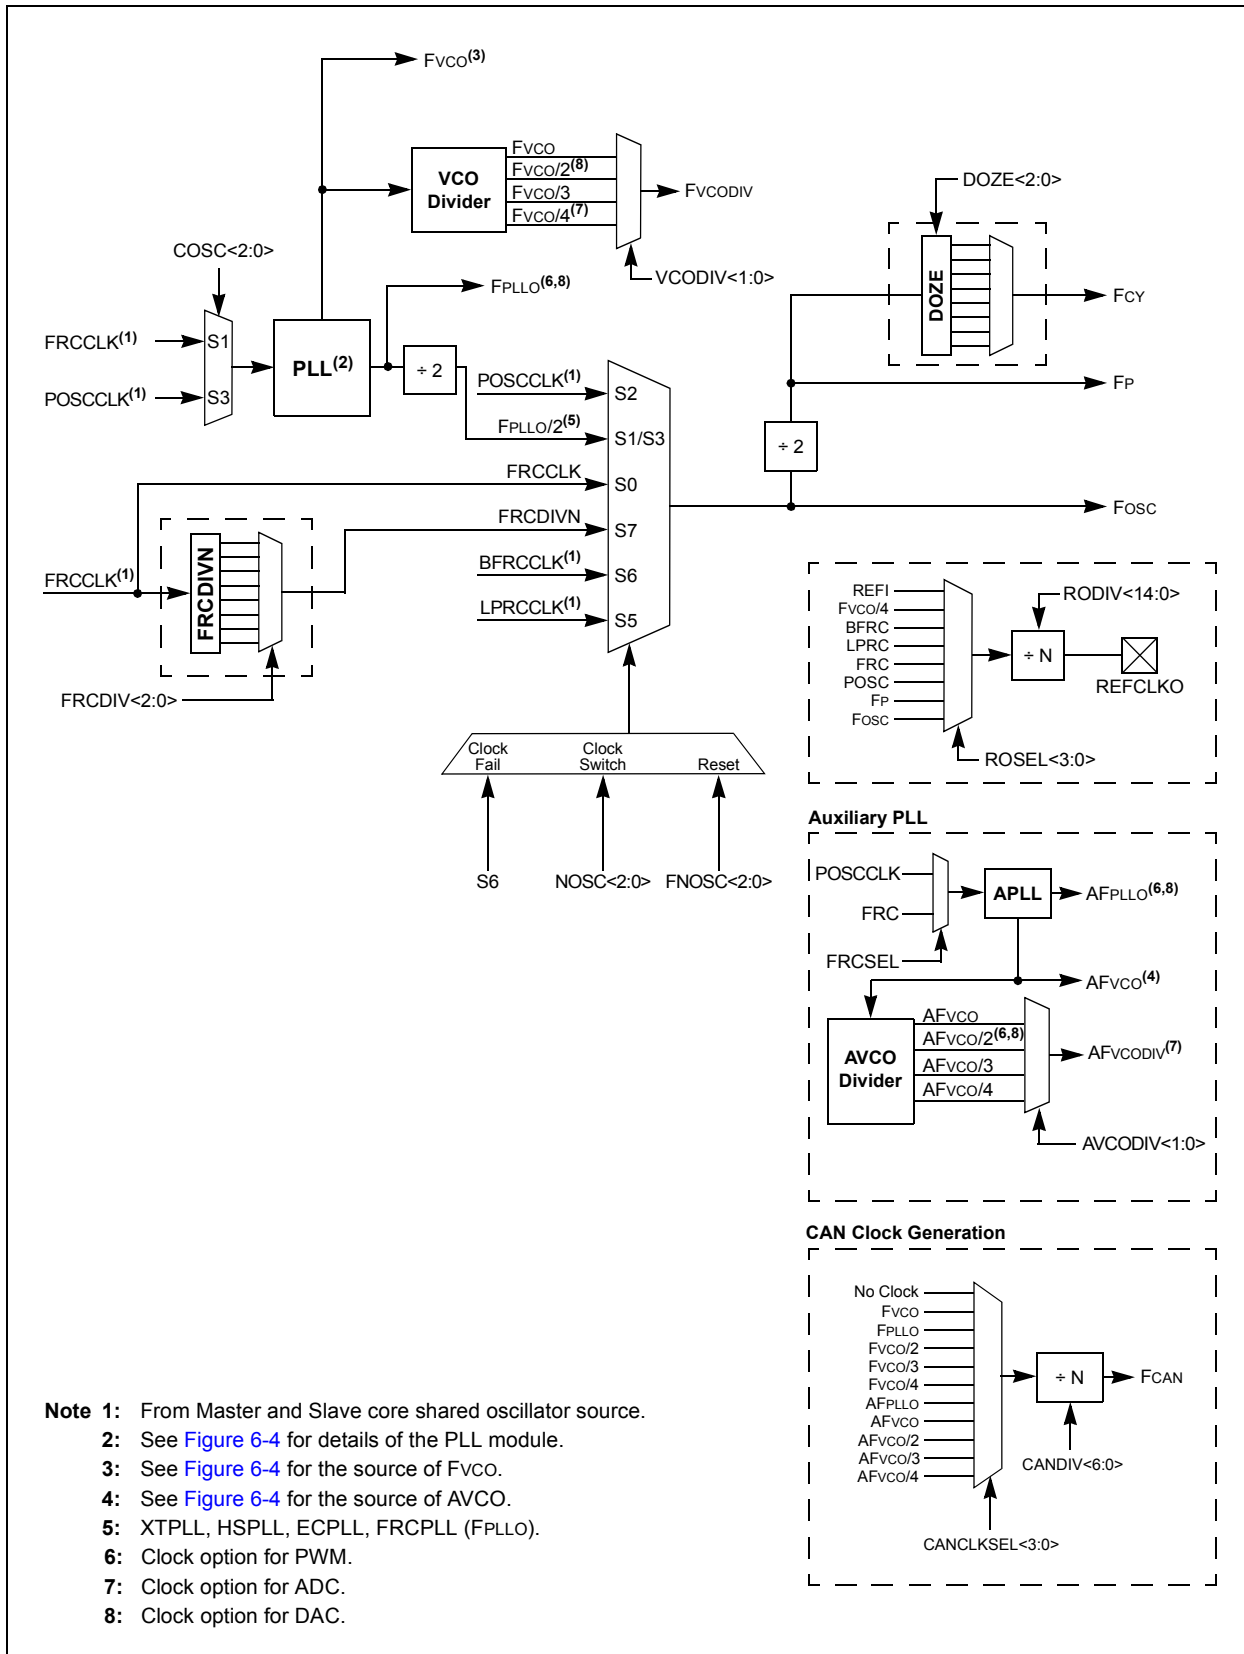 FVCO(3)
VCO
Divider
FVCO
FVCO/2(8)
FVCO/3
FVCO/4(7)
FVCODIV
VCODIV<1:0>
DOZE<2:0>
DOZE
FCY
FP
÷ 2
FOSC
COSC<2:0>
FRCCLK(1)
S1
POSCCLK(1)
S3
PLL(2)
FPLLO(6,8)
÷ 2
POSCCLK(1)
S2
FPLLO/2(5)
S1/S3
FRCCLK
S0
FRCDIVN
S7
BFRCCLK(1)
S6
LPRCCLK(1)
S5
FRCCLK(1)
FRCDIVN
FRCDIV<2:0>
Clock
Fail
Clock
Switch
Reset
S6
NOSC<2:0>
FNOSC<2:0>
REFI
FVCO/4
BFRC
LPRC
FRC
POSC
FP
FOSC
RODIV<14:0>
÷ N
REFCLKO
ROSEL<3:0>
Auxiliary PLL
POSCCLK
FRC
FRCSEL
APLL
AFPLLO(6,8)
AFVCO(4)
AVCO
Divider
AFVCO
AFVCO/2(6,8)
AFVCO/3
AFVCO/4
AFVCODIV(7)
AVCODIV<1:0>
CAN Clock Generation
No Clock
FVCO
FPLLO
FVCO/2
FVCO/3
FVCO/4
AFPLLO
AFVCO
AFVCO/2
AFVCO/3
AFVCO/4
÷ N
FCAN
CANDIV<6:0>
CANCLKSEL<3:0>
Note 1: From Master and Slave core shared oscillator source.
2: See Figure 6-4 for details of the PLL module.
3: See Figure 6-4 for the source of FVCO.
4: See Figure 6-4 for the source of AVCO.
5: XTPLL, HSPLL, ECPLL, FRCPLL (FPLLO).
6: Clock option for PWM.
7: Clock option for ADC.
8: Clock option for DAC.